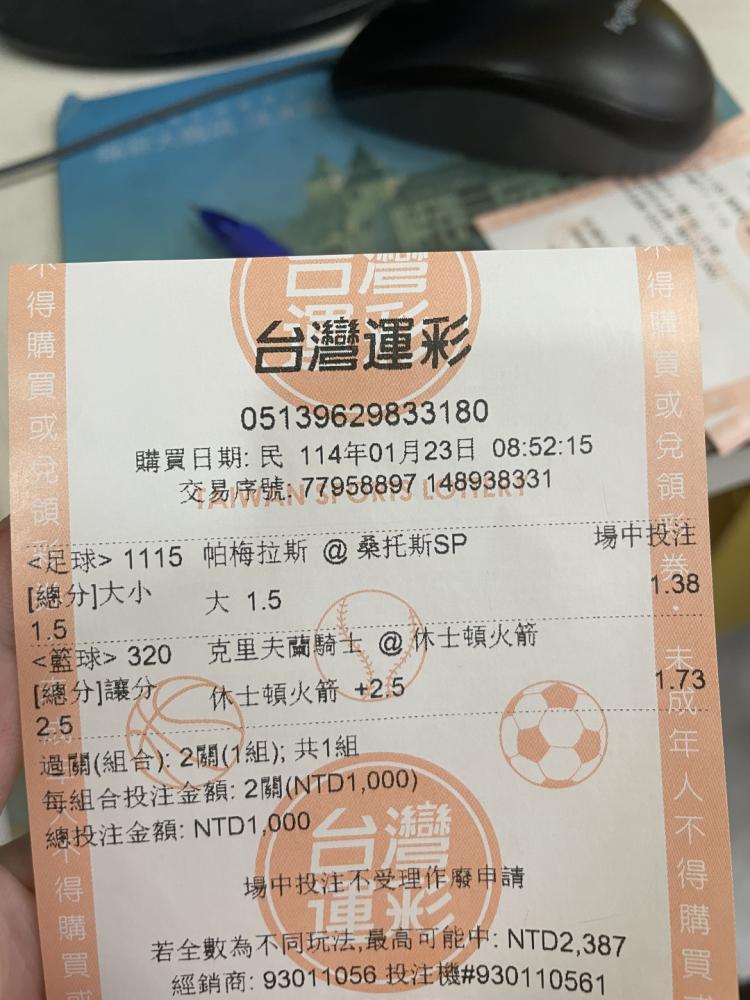 台灣
運彩
台灣運彩
05139629833180
購買日期: 民 114年01月23日 08:52:15
交易序號: 77958897 148938331
TAIWAN SPORTS LOTTERY
<足球> 1115 帕梅拉斯 @ 桑托斯SP 場中投注
[總分]大小 大 1.5 1.38
1.5
<籃球> 320 克里夫蘭騎士 @ 休士頓火箭
[總分]讓分 休士頓火箭 +2.5 1.73
2.5
過關(組合): 2關(1組); 共1組
每組合投注金額: 2關(NTD1,000)
總投注金額: NTD1,000
台灣
運彩
場中投注不受理作廢申請
若全數為不同玩法,最高可能中: NTD2,387
經銷商: 93011056 投注機#930110561
不得購買或兌領
不得購買
不得購買或兌領彩券．未成年人不得購買或